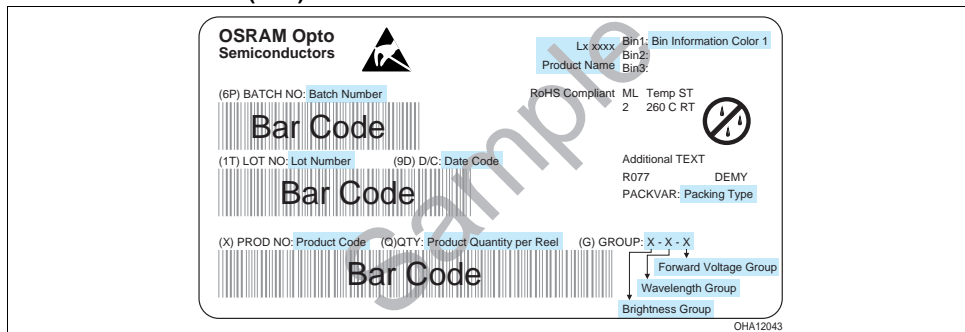 OSRAM Opto
Semiconductors
Lx xxxx
Product Name
Bin1: Bin Information Color 1
Bin2:
Bin3:
RoHS Compliant ML Temp ST
2 260 C RT
(6P) BATCH NO: Batch Number
Bar Code
(1T) LOT NO: Lot Number (9D) D/C: Date Code
Bar Code
Additional TEXT
R077 DEMY
PACKVAR: Packing Type
(X) PROD NO: Product Code (Q)QTY: Product Quantity per Reel (G) GROUP: X - X - X
Bar Code
Forward Voltage Group
Wavelength Group
Brightness Group
Sample
OHA12043